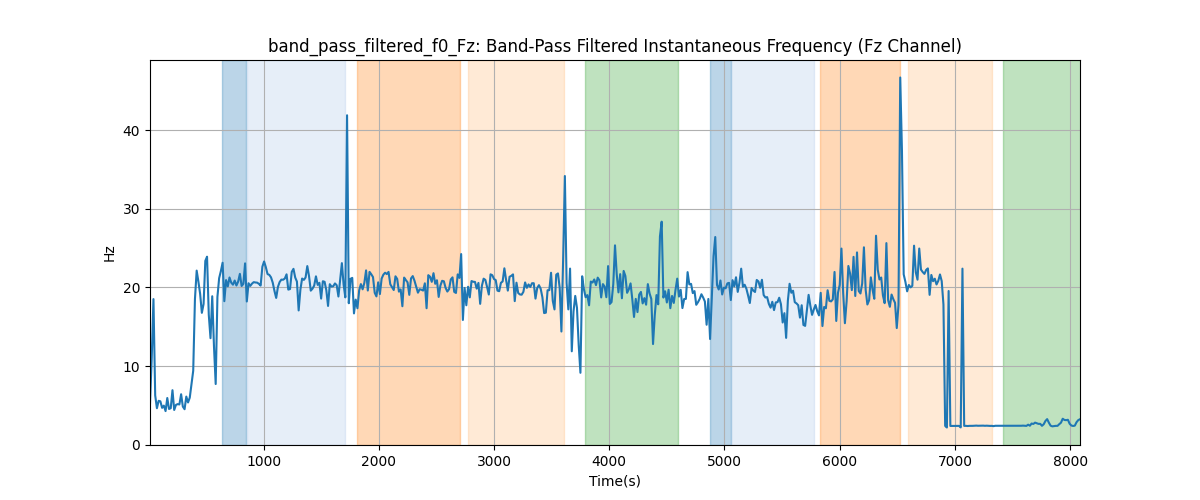 band_pass_filtered_f0_Fz: Band-Pass Filtered Instantaneous Frequency (Fz Channel)
Hz
40
30
20
10
0
1000 2000 3000 4000 5000 6000 7000 8000
Time(s)